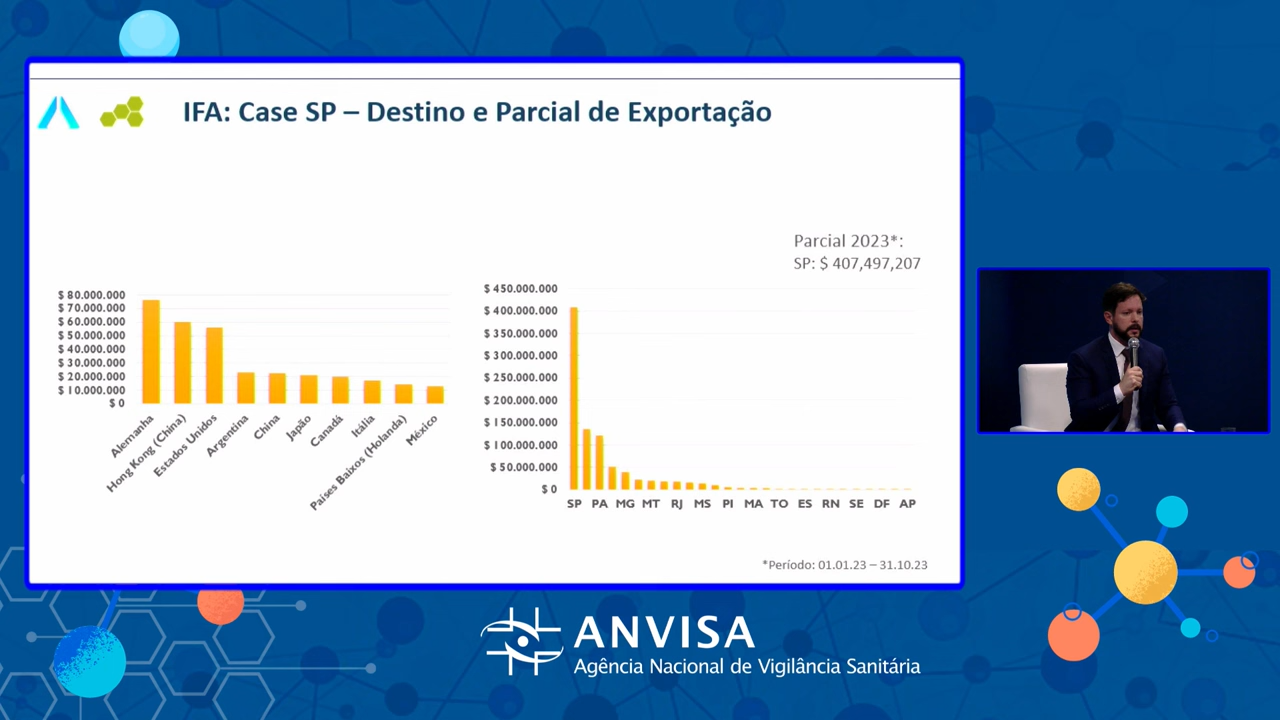 IFA: Case SP – Destino e Parcial de Exportação
Parcial 2023*:
SP: $ 407,497,207
$ 80.000.000
$ 70.000.000
$ 60.000.000
$ 50.000.000
$ 40.000.000
$ 30.000.000
$ 20.000.000
$ 10.000.000
$ 0
Alemanha
Hong Kong (China)
Estados Unidos
Argentina
China
Japão
Canadá
Itália
Países Baixos (Holanda)
México
$ 450.000.000
$ 400.000.000
$ 350.000.000
$ 300.000.000
$ 250.000.000
$ 200.000.000
$ 150.000.000
$ 100.000.000
$ 50.000.000
$ 0
SP PA MG MT RJ MS PI MA TO ES RN SE DF AP
*Período: 01.01.23 – 31.10.23
ANVISA
Agência Nacional de Vigilância Sanitária